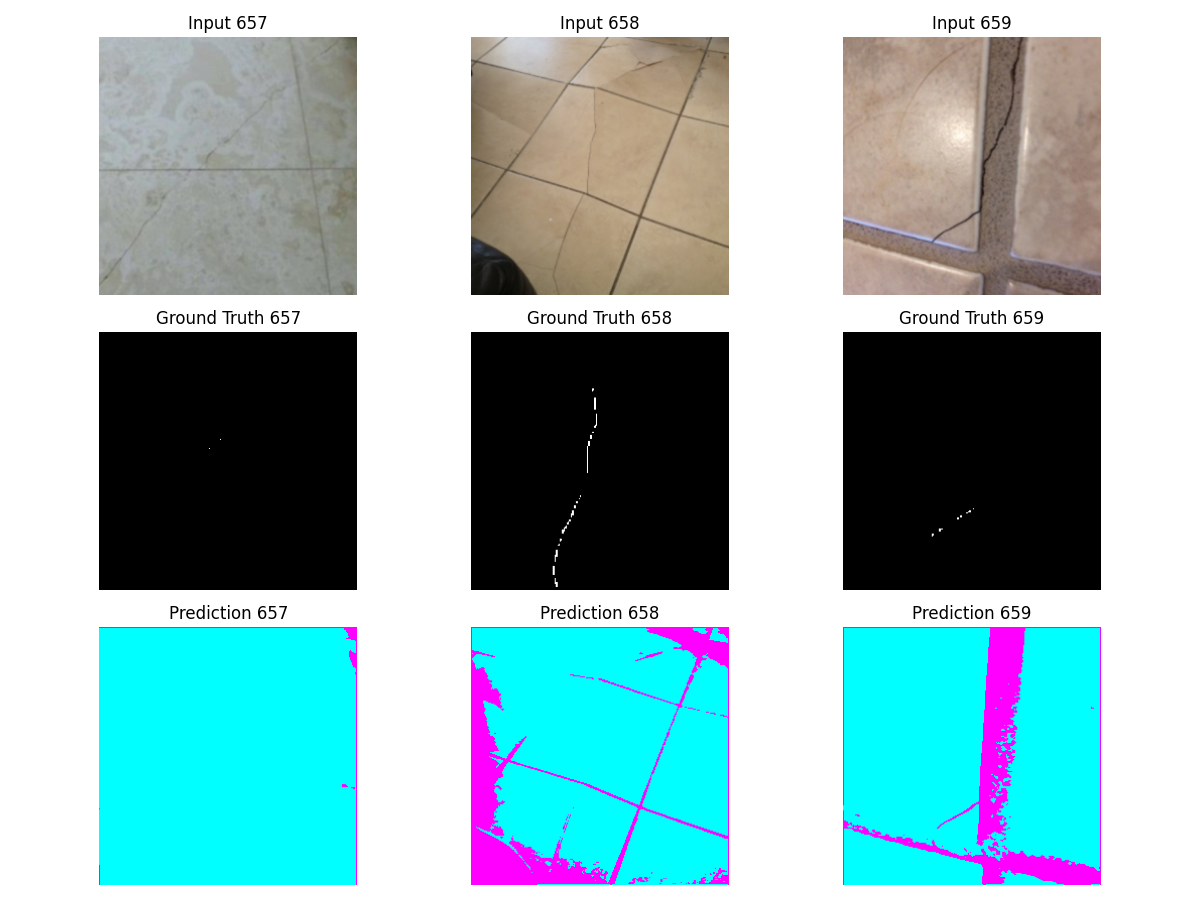 Input 657
Input 658
Input 659
Ground Truth 657
Ground Truth 658
Ground Truth 659
Prediction 657
Prediction 658
Prediction 659